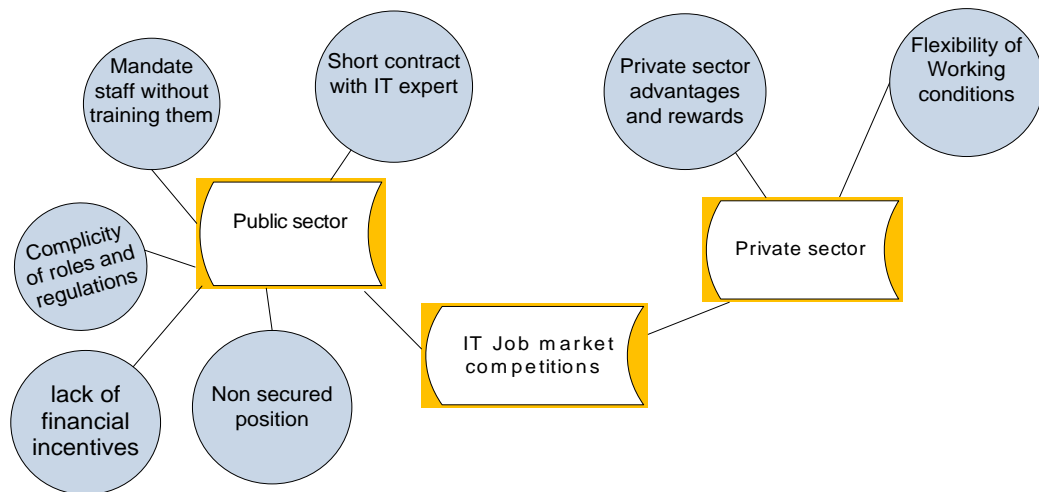 Mandate
staff without
training them
Short contract
with IT expert
Private sector
advantages
and rewards
Flexibility of
Working
conditions
Public sector
Private sector
Complicity
of roles and
regulations
IT Job market
competitions
lack of
financial
incentives
Non secured
position